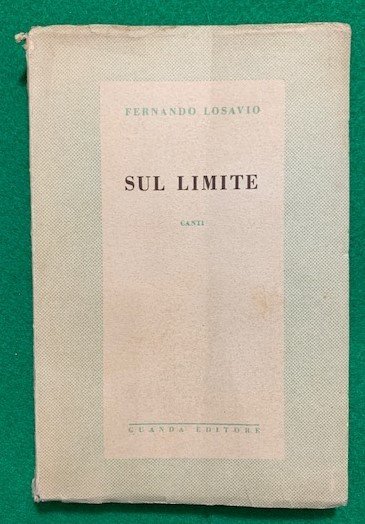 FERNANDO LOSAVIO
SUL LIMITE
CANTI
GUANDA EDITORE